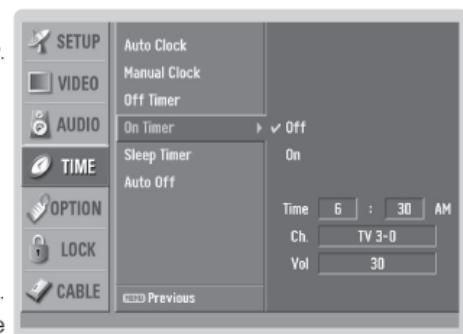 SETUP
VIDEO
AUDIO
TIME
OPTION
LOCK
CABLE
Auto Clock
Manual Clock
Off Timer
On Timer
Sleep Timer
Auto Off
MENU Previous
✓ Off
On
Time 6 : 30 AM
Ch. TV 3-0
Vol 30